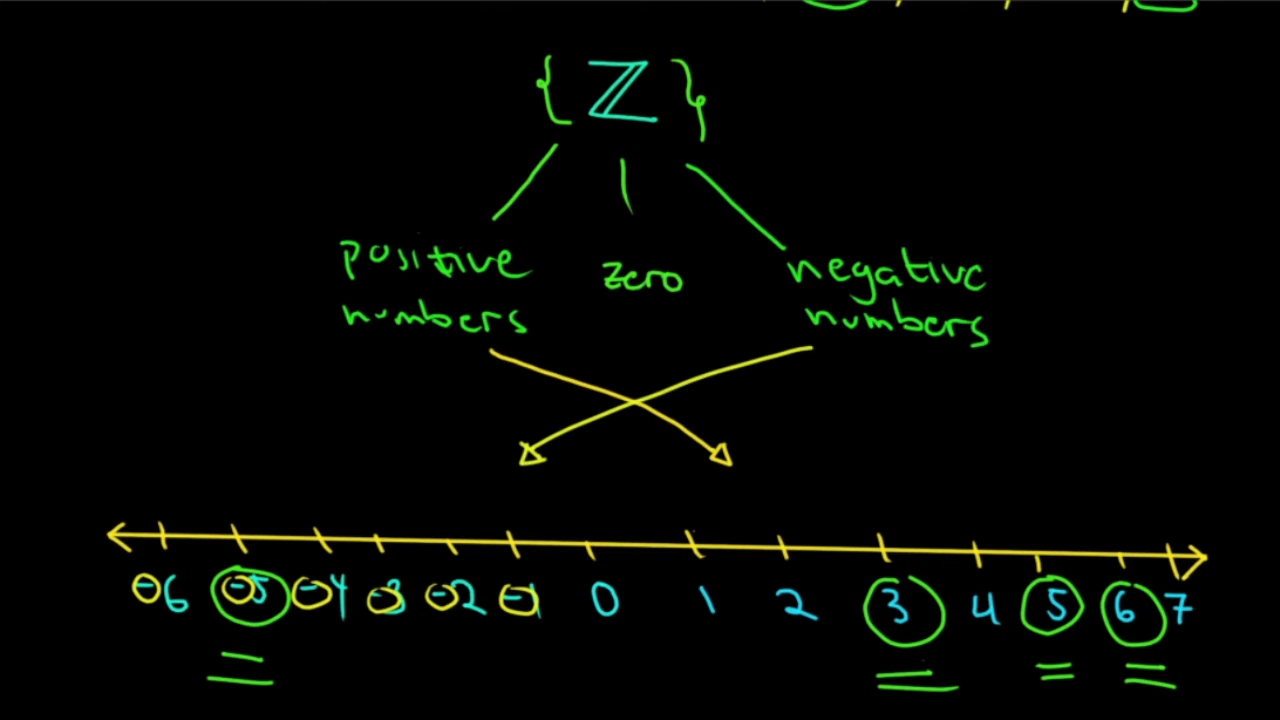 { ℤ }
positive zero negative
numbers numbers
-6 -5 -4 -3 -2 -1 0 1 2 3 4 5 6 7